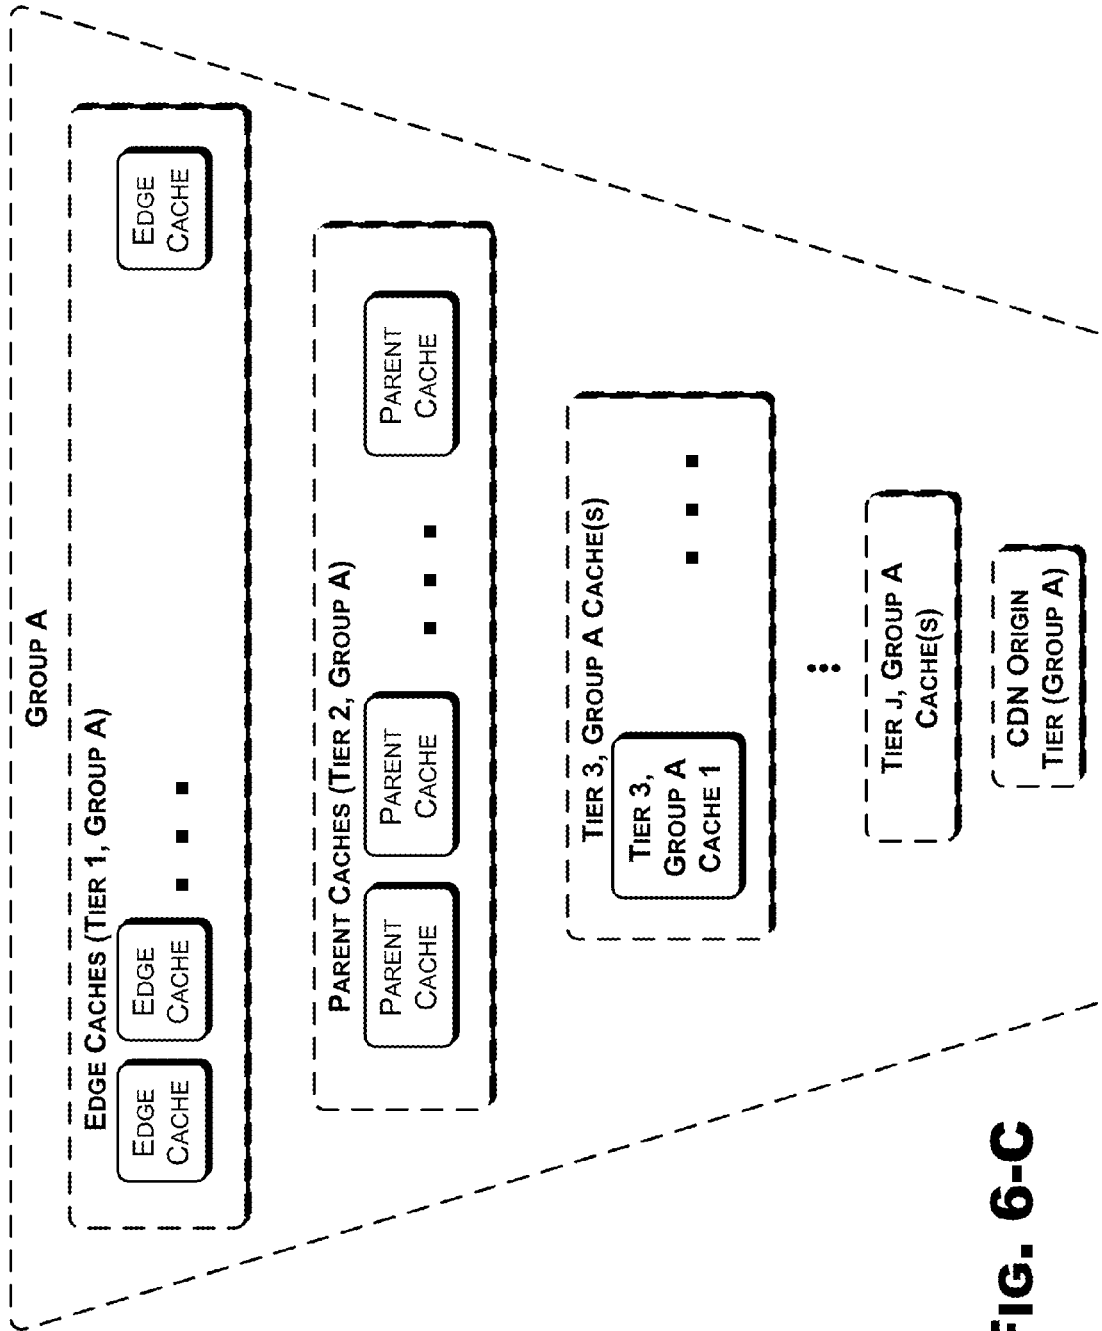 GROUP A
EDGE CACHES (TIER 1, GROUP A)
EDGE
CACHE
EDGE
CACHE
EDGE
CACHE
PARENT CACHES (TIER 2, GROUP A)
PARENT
CACHE
PARENT
CACHE
PARENT
CACHE
TIER 3, GROUP A CACHE(S)
TIER 3,
GROUP A
CACHE 1
TIER J, GROUP A
CACHE(S)
CDN ORIGIN
TIER (GROUP A)
FIG. 6-C